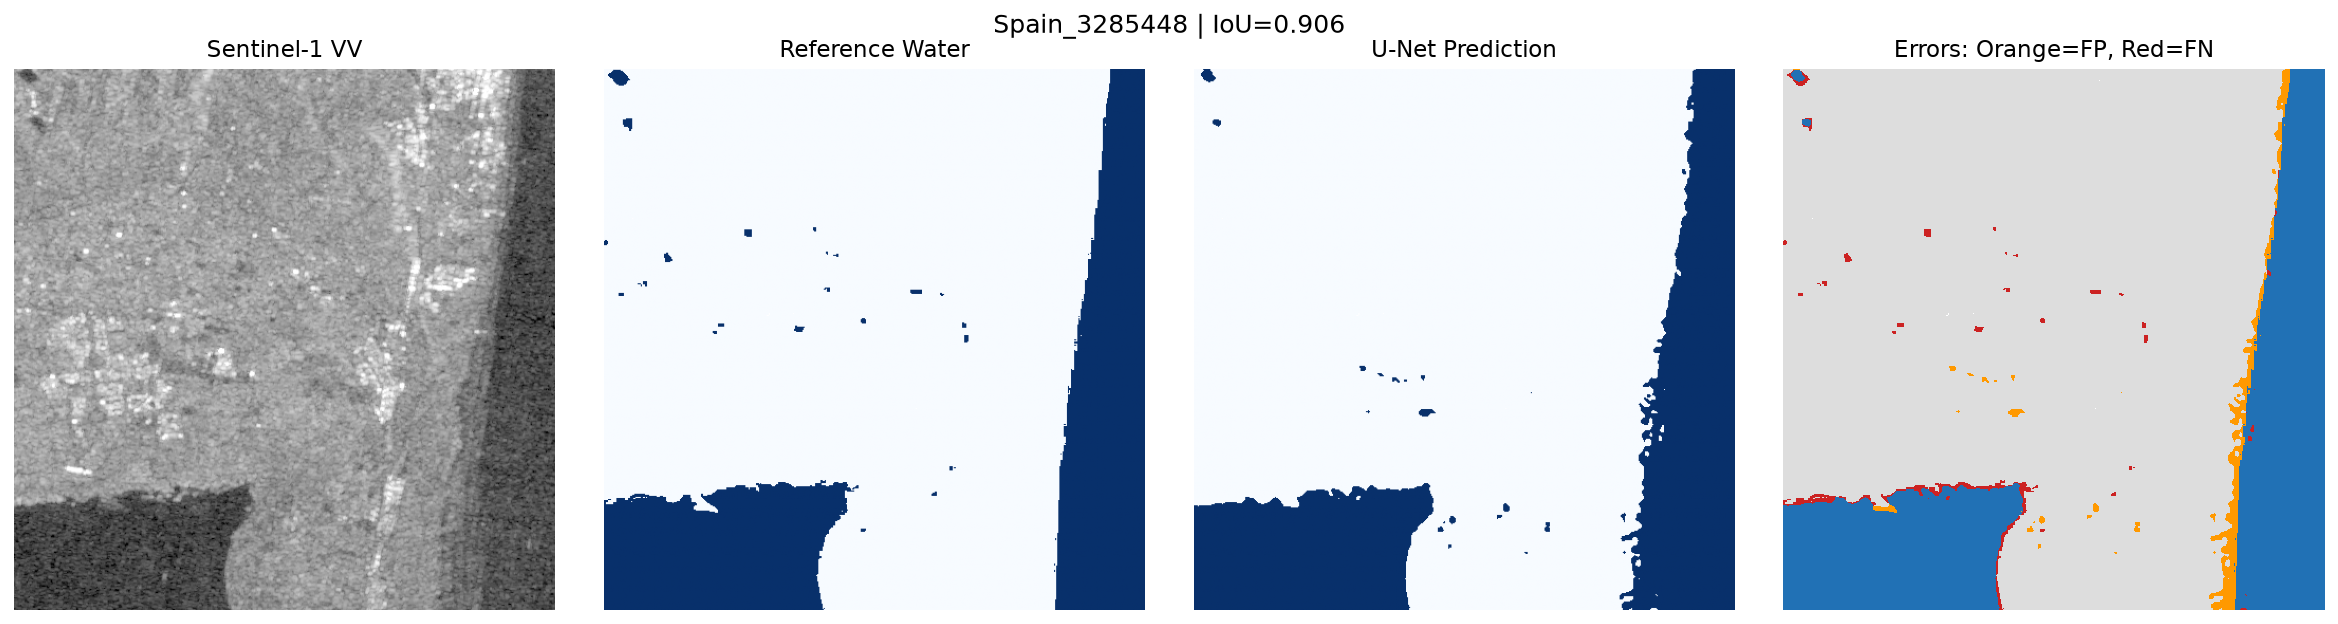 Spain_3285448 | IoU=0.906
Sentinel-1 VV
Reference Water
U-Net Prediction
Errors: Orange=FP, Red=FN